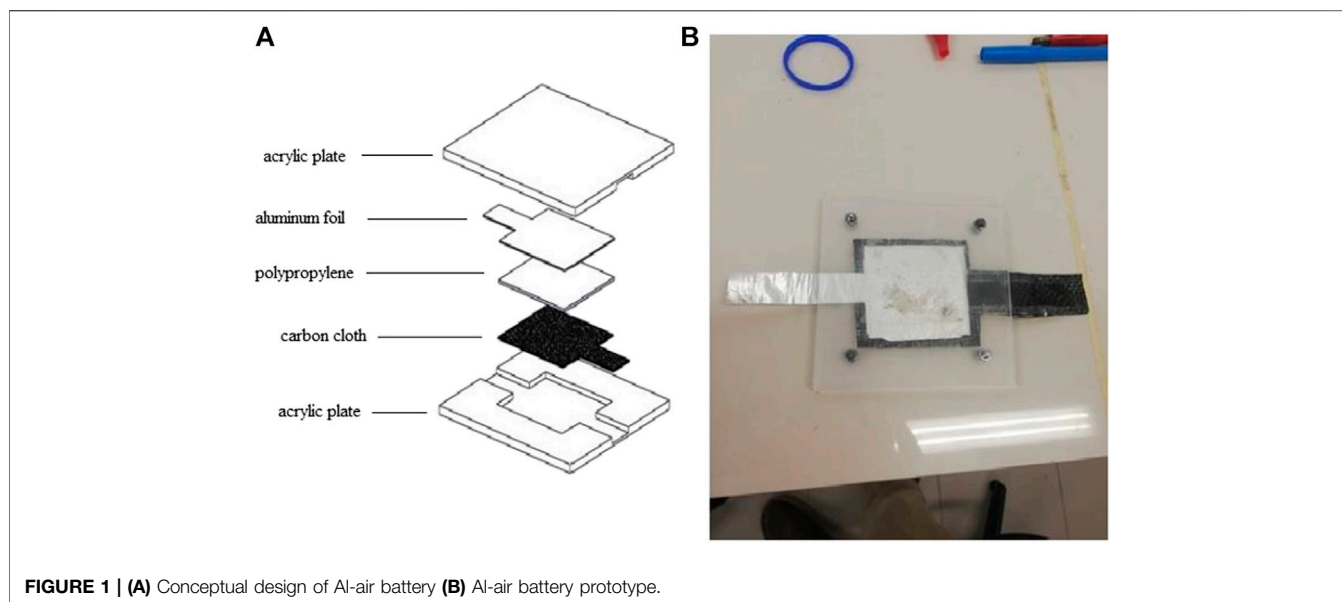 A
B
acrylic plate
aluminum foil
polypropylene
carbon cloth
acrylic plate
FIGURE 1 | (A) Conceptual design of Al-air battery (B) Al-air battery prototype.